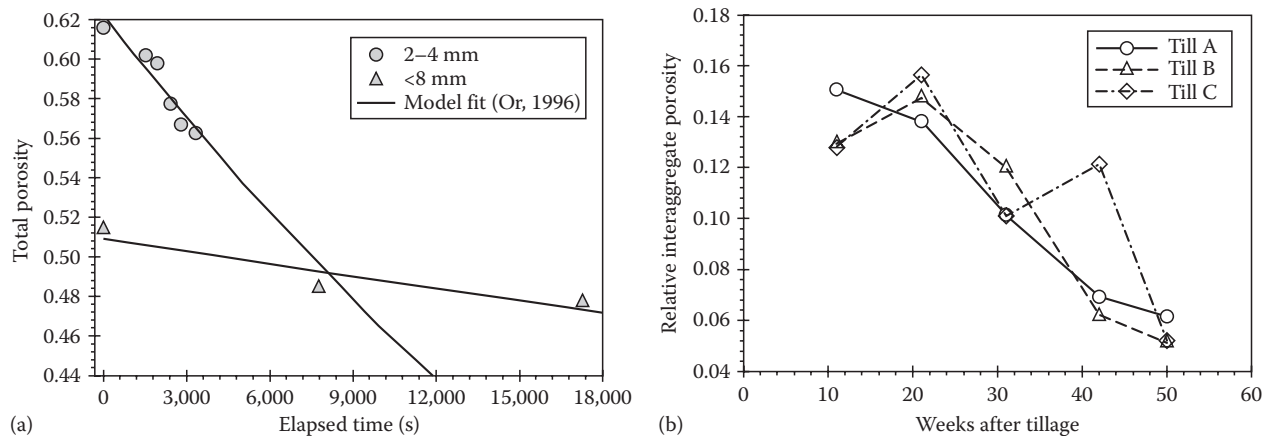 0.62
0.60
0.58
0.56
0.54
0.52
0.50
0.48
0.46
0.44
Total porosity
2–4 mm
<8 mm
Model fit (Or, 1996)
0
3,000
6,000
9,000
12,000
15,000
18,000
Elapsed time (s)
(a)
0.18
0.16
0.14
0.12
0.10
0.08
0.06
0.04
Relative interaggregate porosity
Till A
Till B
Till C
0
10
20
30
40
50
60
Weeks after tillage
(b)